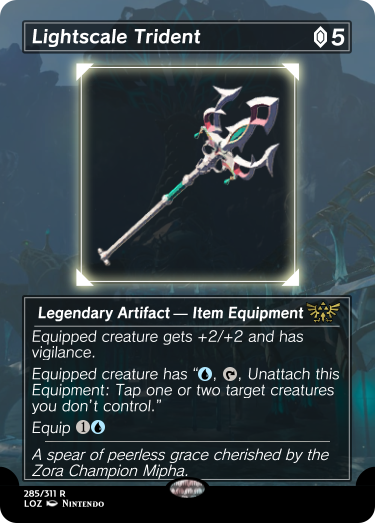 Lightscale Trident 5
Legendary Artifact — Item Equipment
Equipped creature gets +2/+2 and has
vigilance.
Equipped creature has “, , Unattach this
Equipment: Tap one or two target creatures
you don’t control.”
Equip 1
A spear of peerless grace cherished by the
Zora Champion Mipha.
285/311 R
LOZ Nintendo